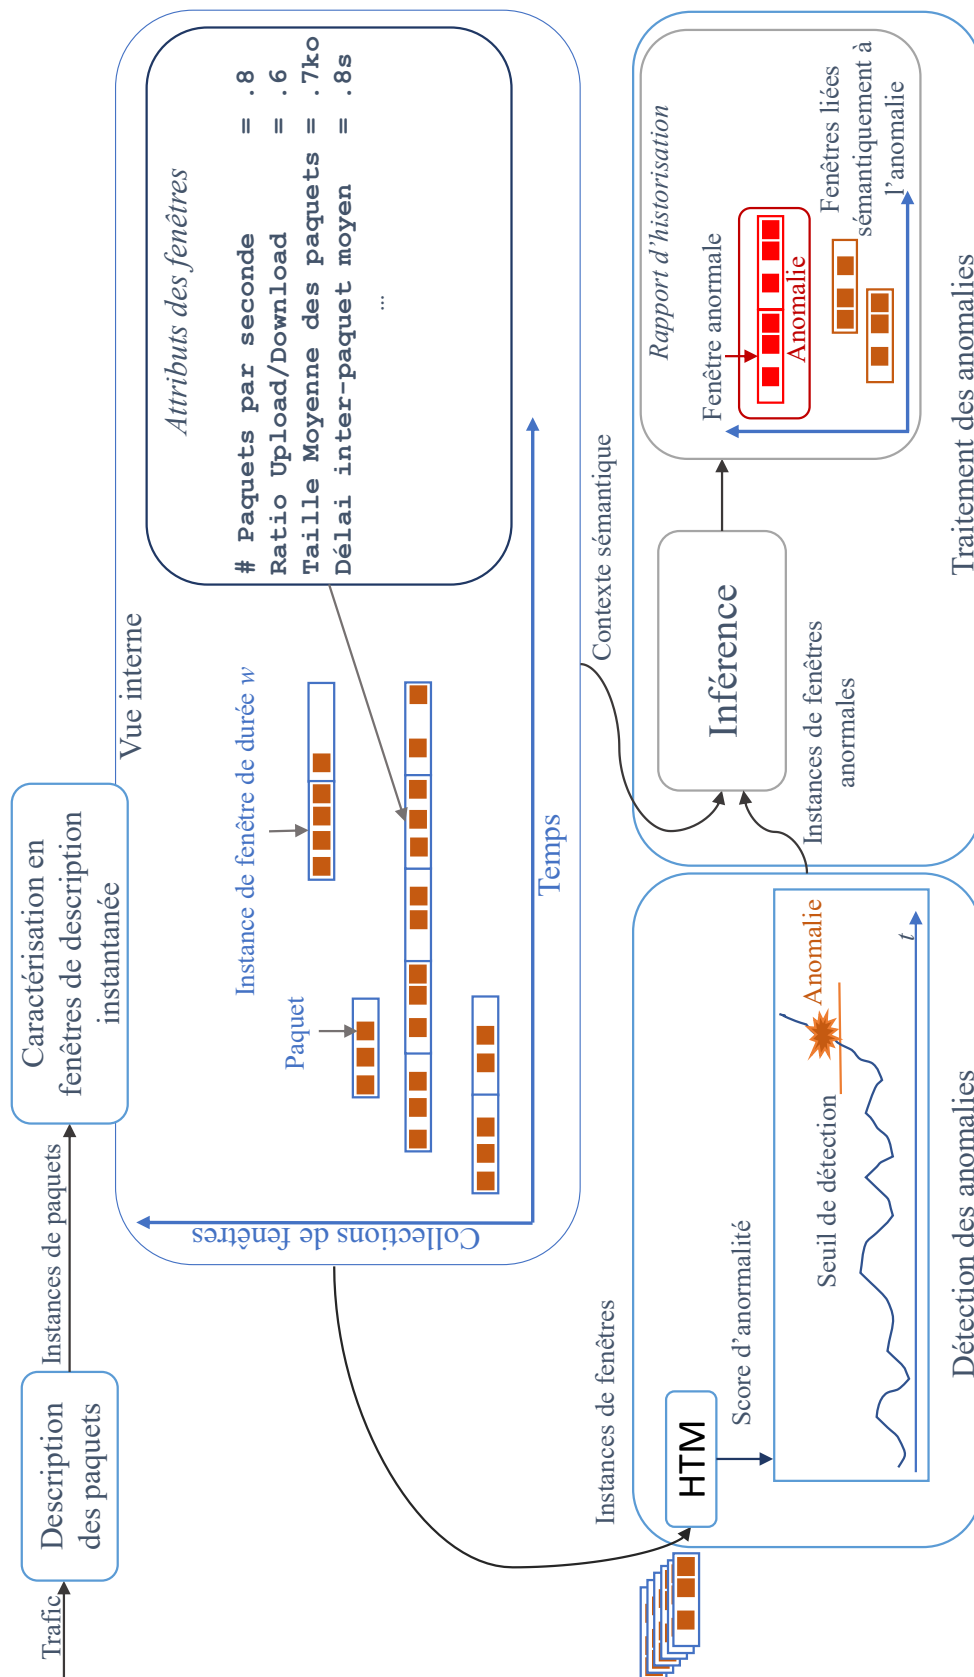 Trafic
Description
des paquets
Instances de paquets
Caractérisation en
fenêtres de description
instantanée
Vue interne
Collections de fenêtres
Temps
Paquet
Instance de fenêtre de durée w
Attributs des fenêtres
# Paquets par seconde = .8
Ratio Upload/Download = .6
Taille Moyenne des paquets = .7ko
Délai inter-paquet moyen = .8s
...
Instances de fenêtres
HTM
Score d'anormalité
Seuil de détection
Anomalie
t
Détection des anomalies
Contexte sémantique
Instances de fenêtres
anormales
Inférence
Rapport d'historisation
Fenêtre anormale
Anomalie
Fenêtres liées
sémantiquement à
l'anomalie
Traitement des anomalies